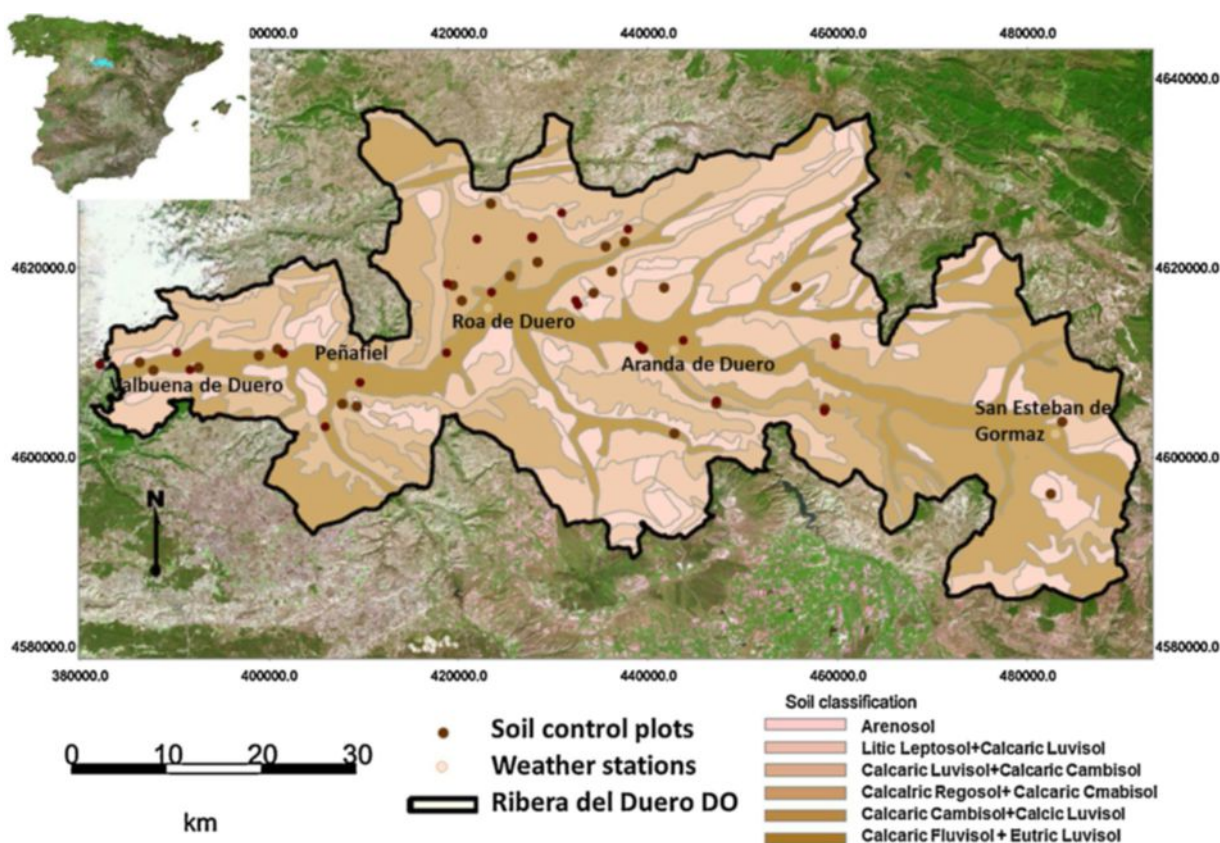 00000.0 420000.0 440000.0 460000.0 480000.0
4640000.0
4620000.0 4620000.0
Roa de Duero
Peñafiel
Aranda de Duero
Valbuena de Duero
San Esteban de
Gormaz
4600000.0 4600000.0
N
4580000.0 4580000.0
380000.0 400000.0 420000.0 440000.0 460000.0 480000.0
Soil classification
Soil control plots
Weather stations
Ribera del Duero DO
0 10 20 30
km
Arenosol
Litic Leptosol+Calcaric Luvisol
Calcaric Luvisol+Calcaric Cambisol
Calcalric Regosol+ Calcaric Cmabisol
Calcaric Cambisol+Calcic Luvisol
Calcaric Fluvisol + Eutric Luvisol